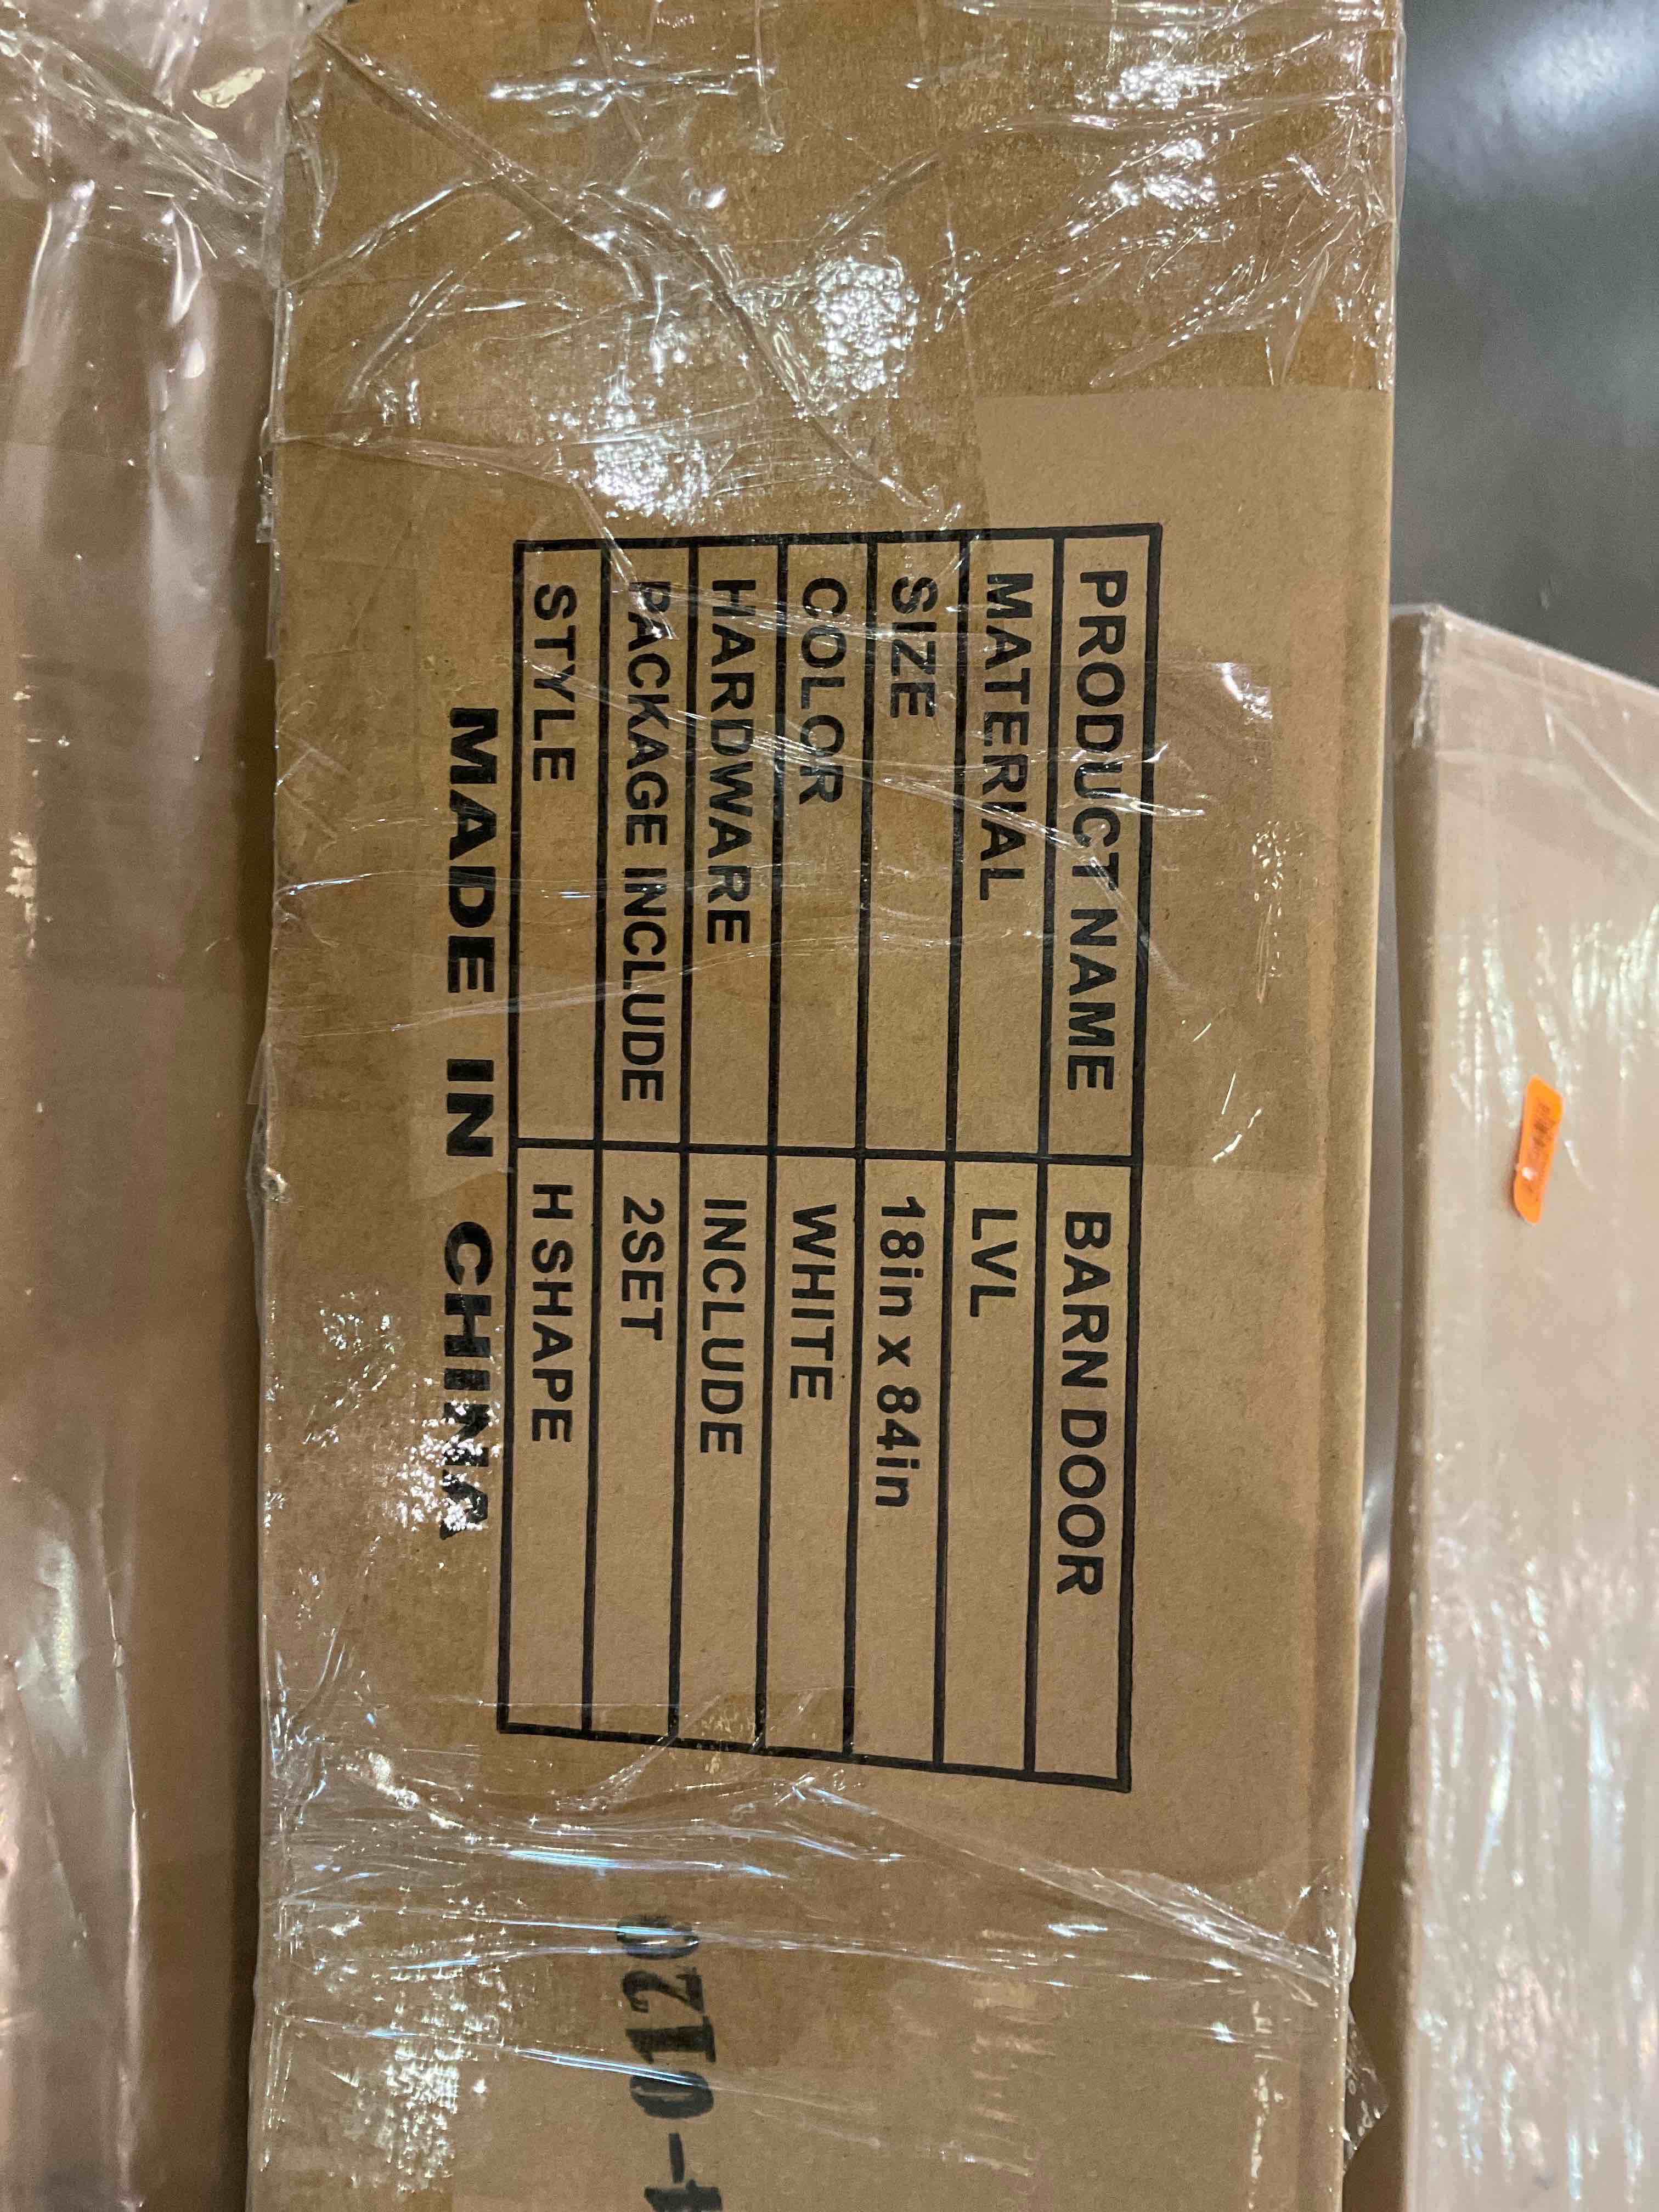 PRODUCT NAME BARN DOOR
MATERIAL LVL
SIZE 18in x 84in
COLOR WHITE
HARDWARE INCLUDE
PACKAGE INCLUDE 2SET
STYLE H SHAPE
MADE IN CHINA
-0120